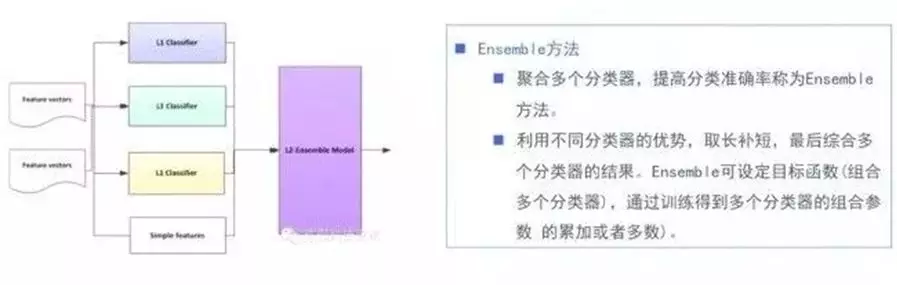 L1 Classifier
L1 Classifier
L1 Classifier
Simple features
Feature vectors
Feature vectors
L2-Ensemble Model
Ensemble方法
聚合多个分类器，提高分类准确率称为Ensemble
方法。
利用不同分类器的优势，取长补短，最后综合多
个分类器的结果。Ensemble可设定目标函数(组合
多个分类器)，通过训练得到多个分类器的组合参
数 的累加或者多数)。